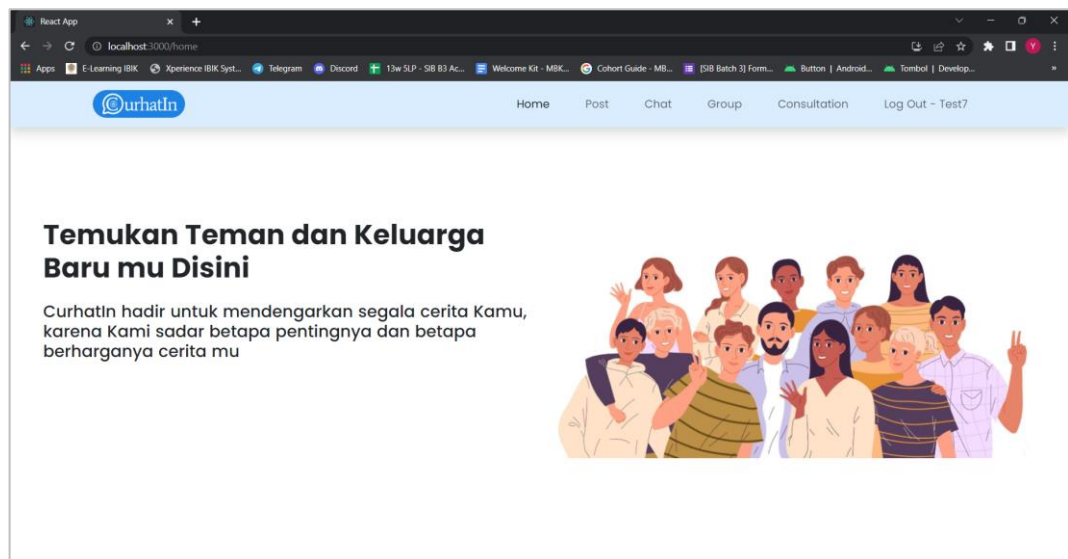 React App
localhost:3000/home
Apps
E-Learning IBIK
Xperience IBIK Syst...
Telegram
Discord
13w SLP - SIB B3 Ac...
Welcome Kit - MBK...
Cohort Guide - MB...
[SIB Batch 3] Form...
Button | Android...
Tombol | Develop...
Y
CurhatIn
Home
Post
Chat
Group
Consultation
Log Out - Test7
Temukan Teman dan Keluarga
Baru mu Disini
CurhatIn hadir untuk mendengarkan segala cerita Kamu,
karena Kami sadar betapa pentingnya dan betapa
berharganya cerita mu